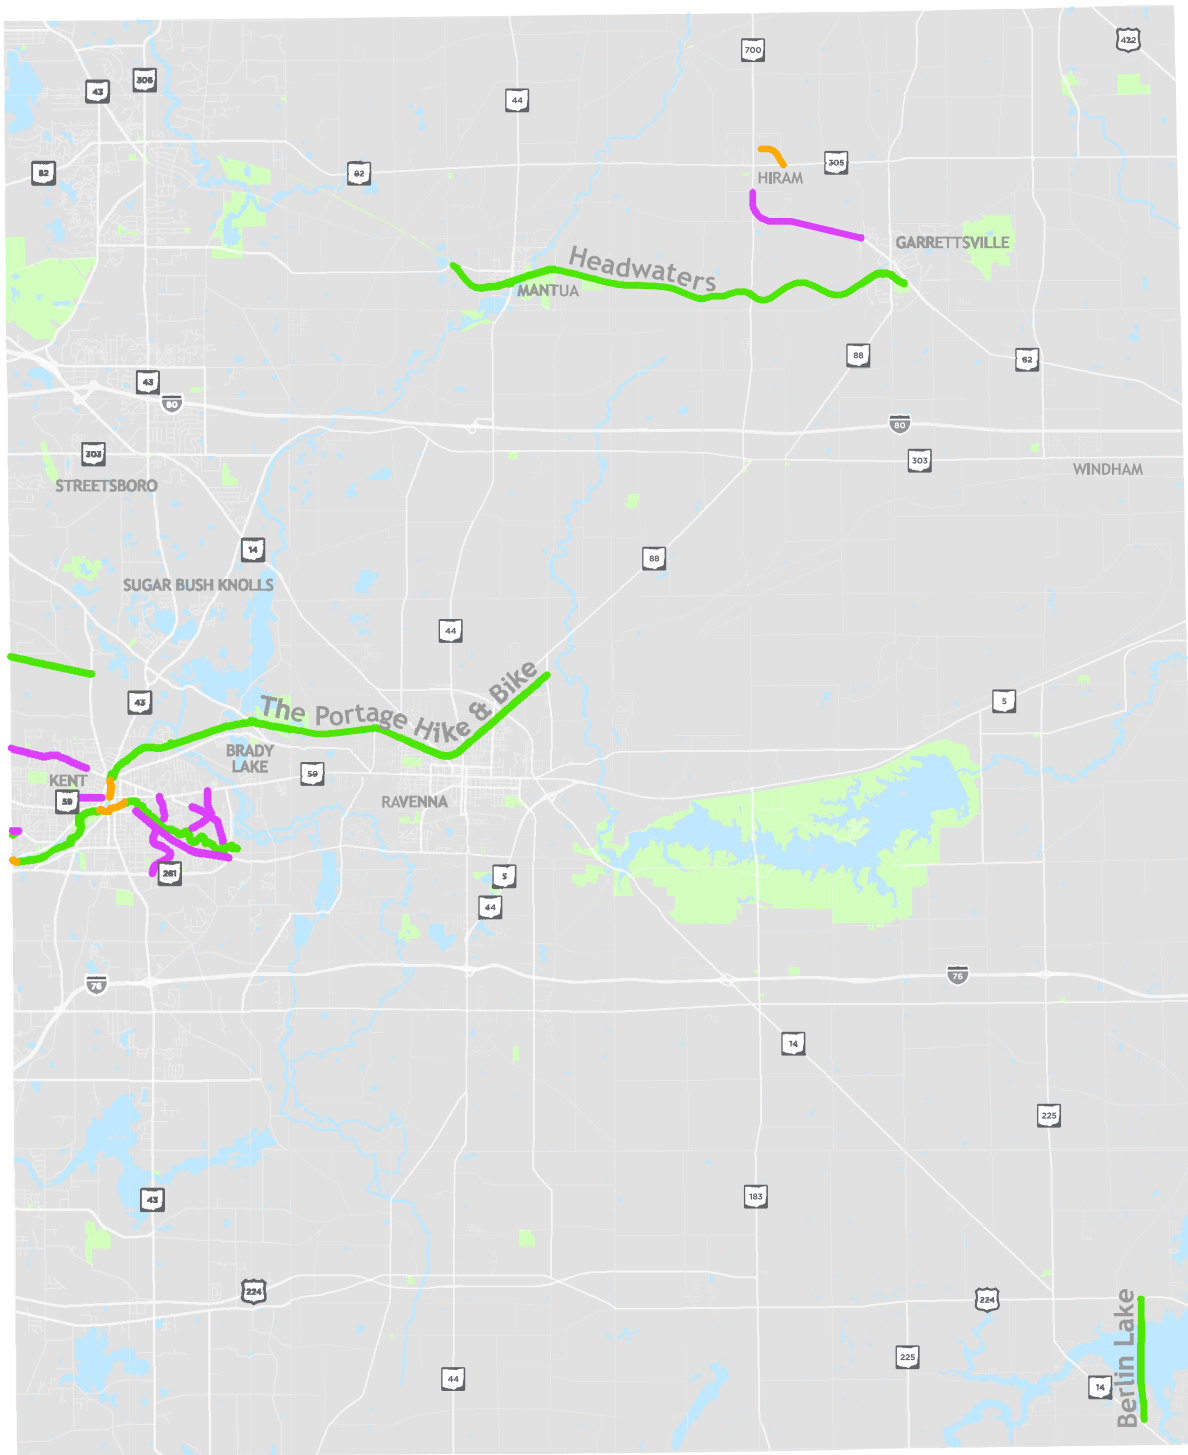 422
700
306
43
44
305
82
82
HIRAM
GARRETTSVILLE
Headwaters
MANTUA
88
82
43
80
80
303
303
WINDHAM
STREETSBORO
14
88
SUGAR BUSH KNOLLS
44
5
43
The Portage Hike & Bike
BRADY
LAKE
59
KENT
59
RAVENNA
261
5
44
76
76
14
225
43
183
224
224
Berlin Lake
225
44
14